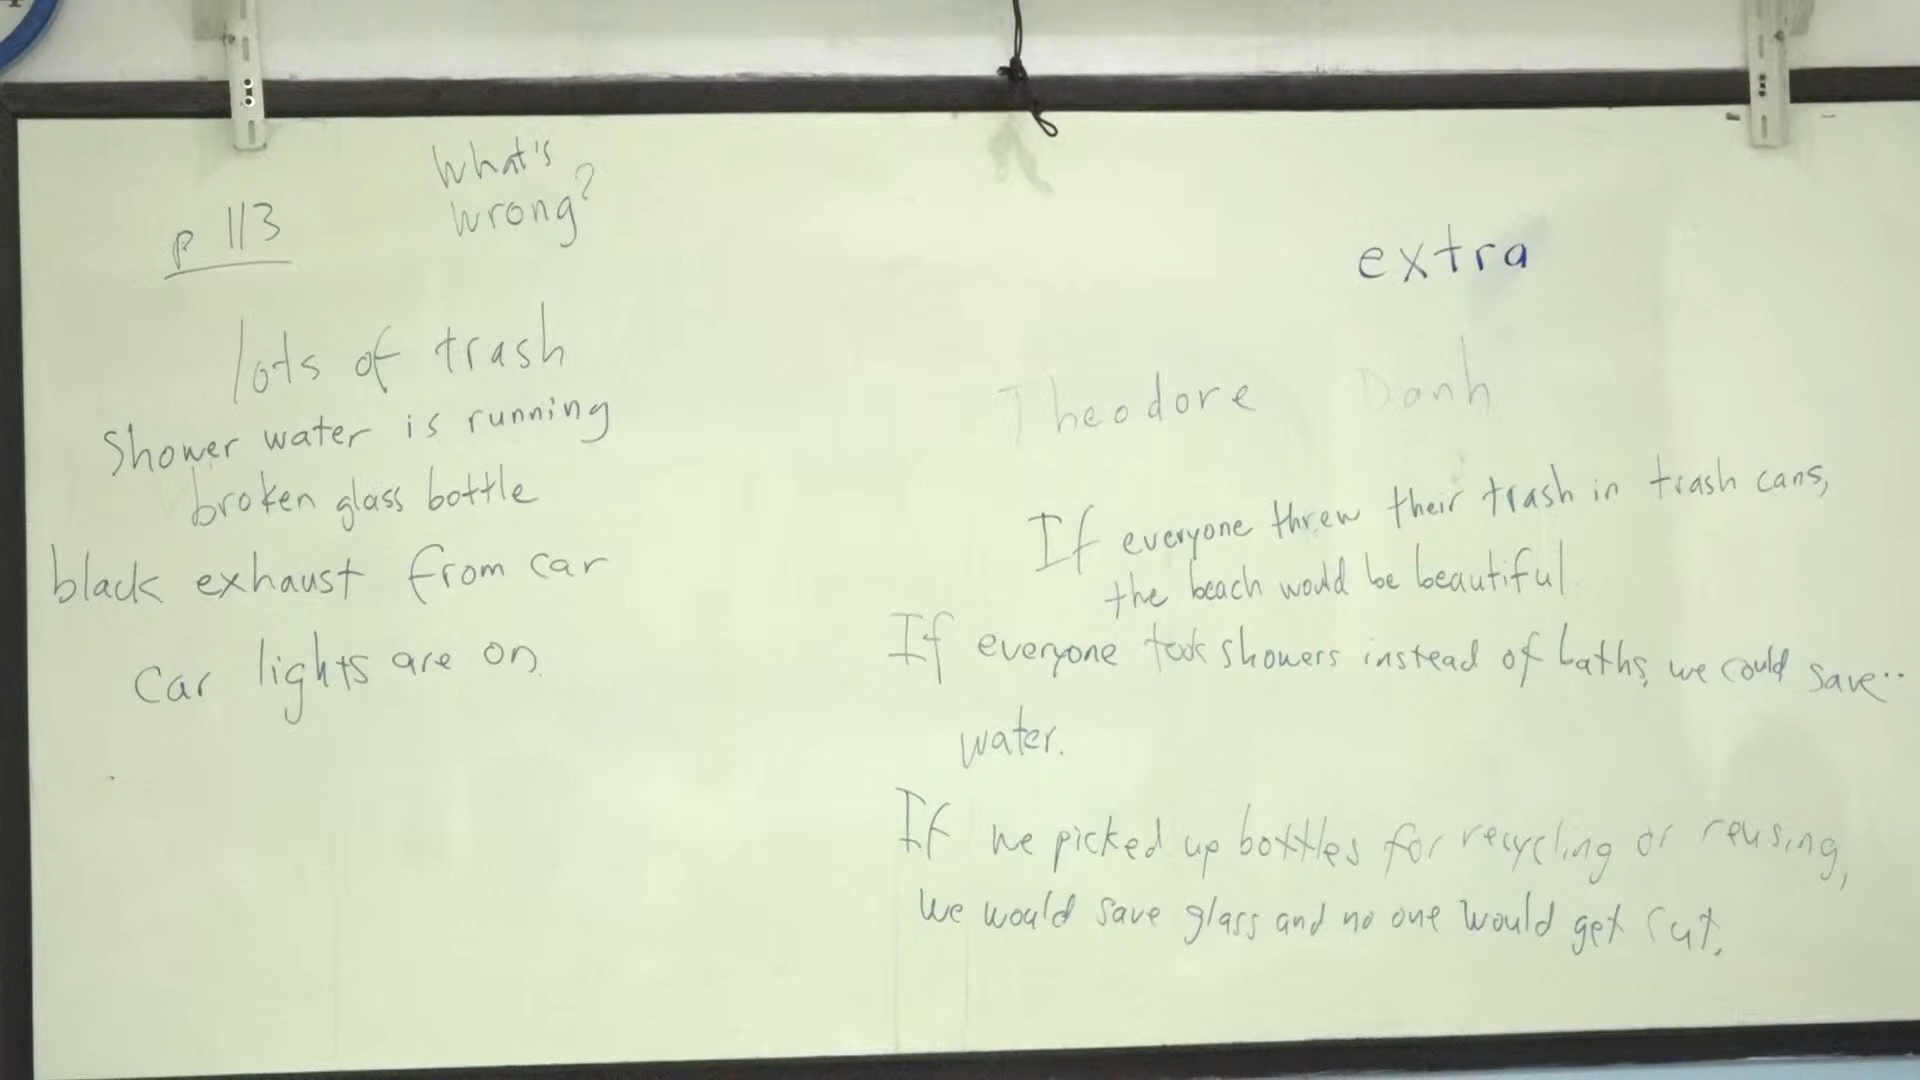 p 113
What's
wrong?
lots of trash
Shower water is running
broken glass bottle
black exhaust from car
car lights are on.
extra
Theodore Danh
If everyone threw their trash in trash cans,
the beach would be beautiful.
If everyone took showers instead of baths, we could save..
water.
If we picked up bottles for recycling or reusing,
we would save glass and no one would get cut.